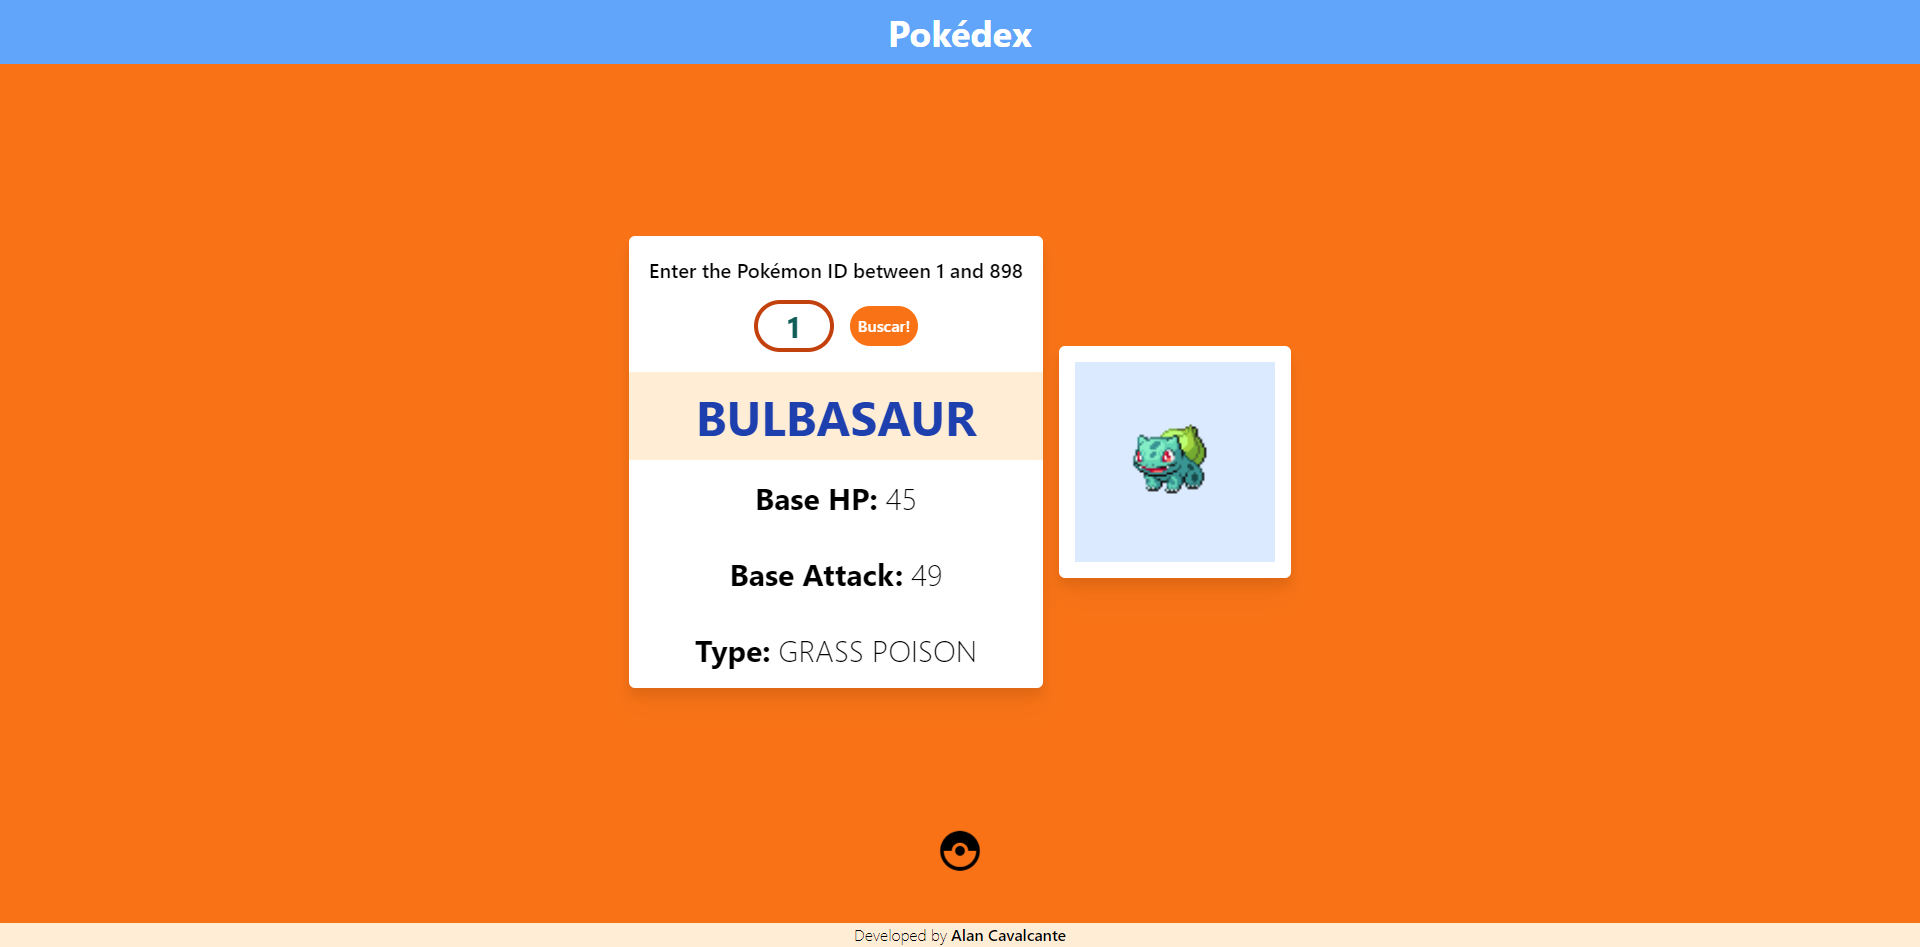 Pokédex
Enter the Pokémon ID between 1 and 898
1 Buscar!
BULBASAUR
Base HP: 45
Base Attack: 49
Type: GRASS POISON
Developed by Alan Cavalcante